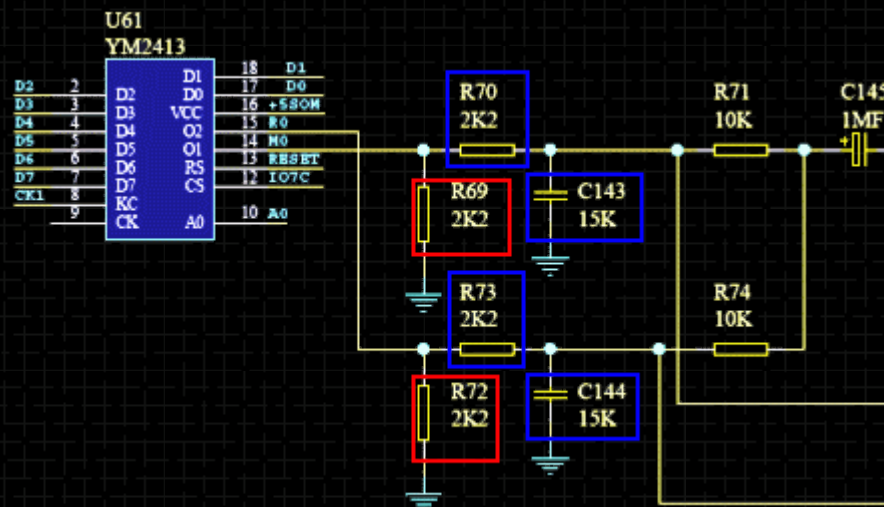 U61
YM2413
D2 2 D2
D3 3 D3
D4 4 D4
D5 5 D5
D6 6 D6
D7 7 D7
CK1 8 KC
9 CK
D1 18 D1
D0 17 D0
VCC 16 +5SOM
O2 15 R0
O1 14 M0
RS 13 RESET
CS 12 IO7C
A0 10 A0
R70
2K2
R71
10K
C145
1MF
+
R69
2K2
C143
15K
R73
2K2
R74
10K
R72
2K2
C144
15K